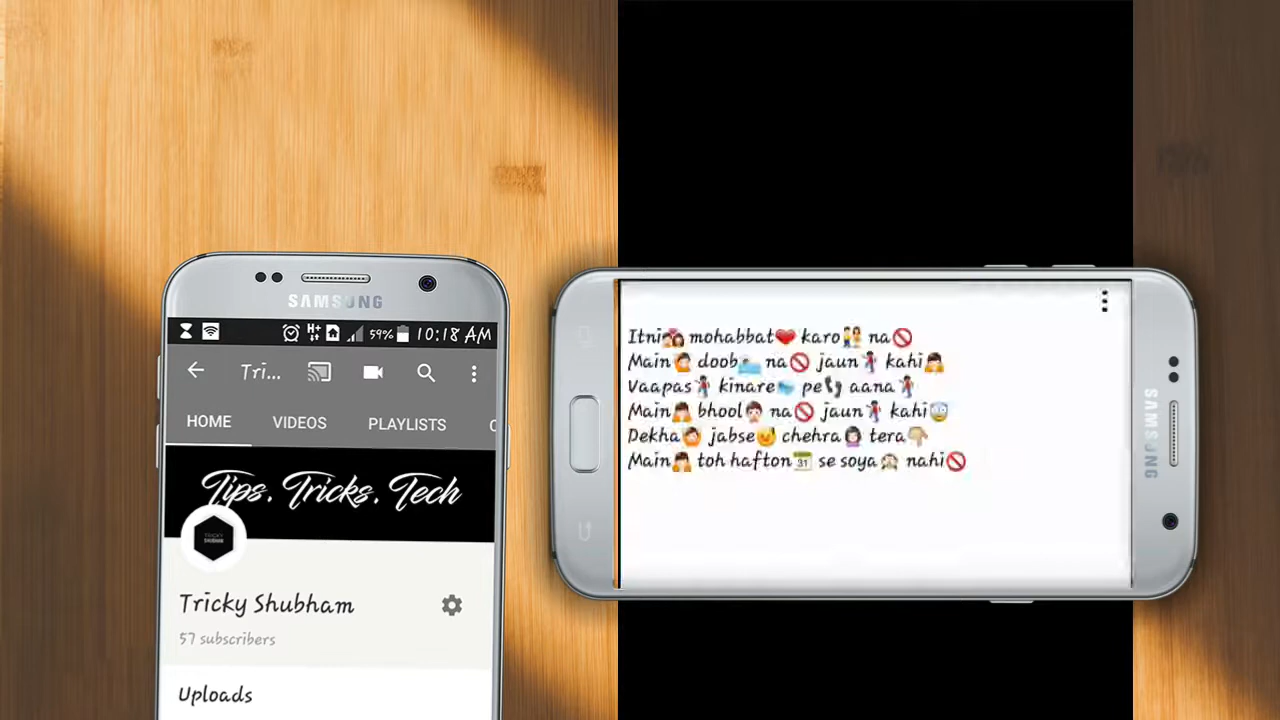 SAMSUNG
59% 10:18 AM
Tri...
HOME VIDEOS PLAYLISTS C
Tips. Tricks. Tech
Tricky Shubham
57 subscribers
Uploads
Itni💏 mohabbat❤️ karo👫 na🚫
Main🙋 doob🏊 na🚫 jaun🚶 kahi🙍
Vaapas🚶 kinare🌊 pe👣 aana🚶
Main🙍 bhool🤦 na🚫 jaun🚶 kahi😨
Dekha🙆 jabse😍 chehra👩 tera👇
Main🙍 toh hafton📅 se soya🙇 nahi🚫
SAMSUNG